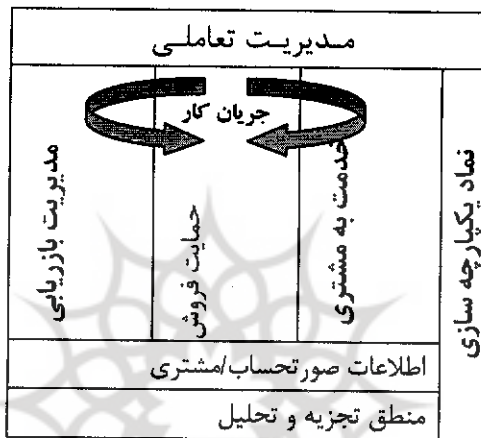 مدیریت تعاملی
جریان کار
نماد یکپارچه سازی
خدمت به مشتری
حمایت فروش
مدیریت بازریابی
اطلاعات صورتحساب/مشتری
منطق تجزیه و تحلیل